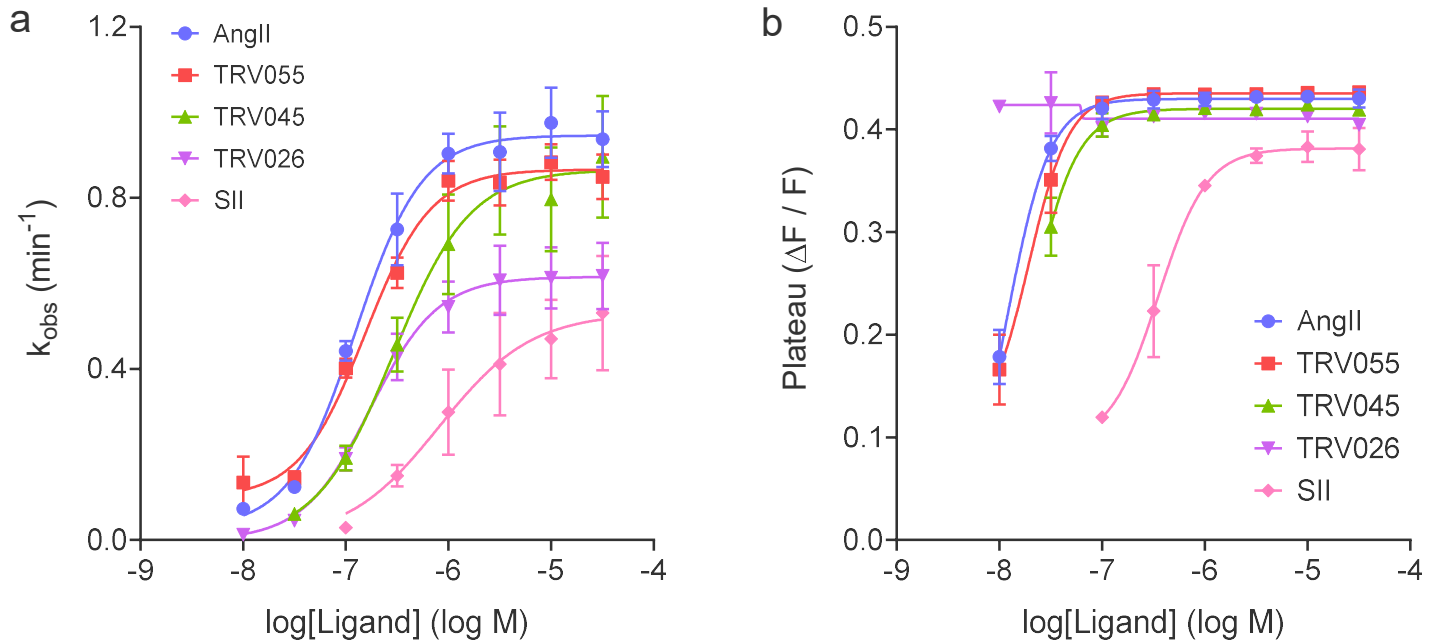 a
1.2
0.8
0.4
0.0
kobs (min⁻¹)
AngII
TRV055
TRV045
TRV026
SII
-9 -8 -7 -6 -5 -4
log[Ligand] (log M)
b
0.5
0.4
0.3
0.2
0.1
0.0
Plateau (ΔF / F)
AngII
TRV055
TRV045
TRV026
SII
-9 -8 -7 -6 -5 -4
log[Ligand] (log M)